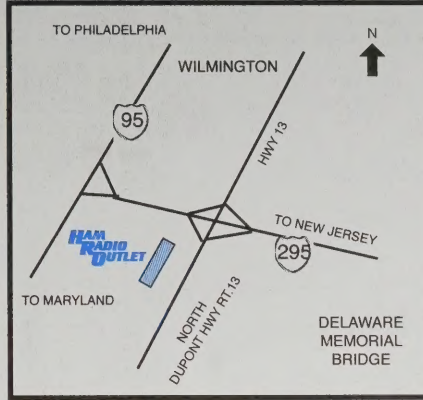 TO PHILADELPHIA
WILMINGTON
N
95
HWY 13
HAM
RADIO
OUTLET
TO NEW JERSEY
295
TO MARYLAND
NORTH
DUPONT HWY RT.13
DELAWARE
MEMORIAL
BRIDGE